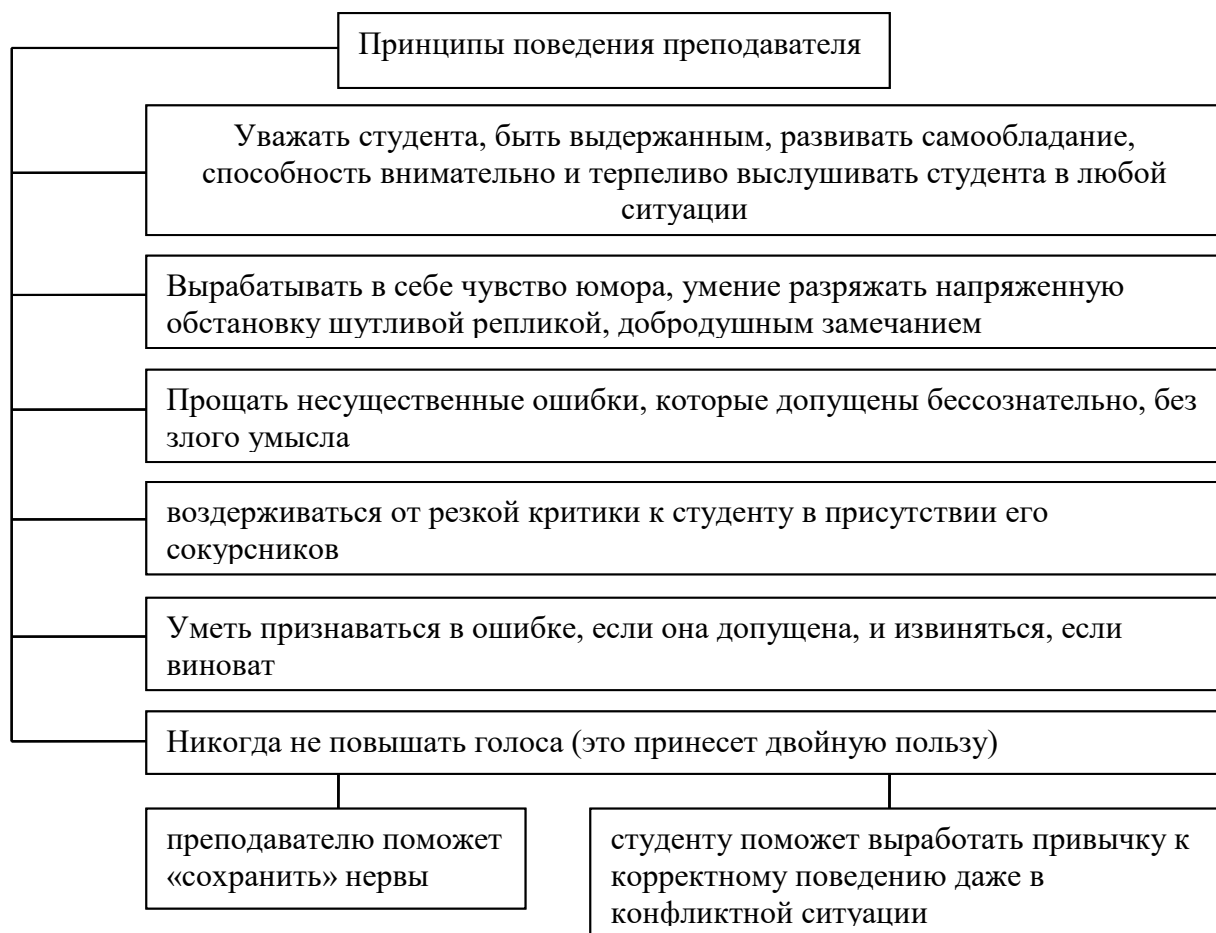 Принципы поведения преподавателя
Уважать студента, быть выдержанным, развивать самообладание,
способность внимательно и терпеливо выслушивать студента в любой
ситуации
Вырабатывать в себе чувство юмора, умение разряжать напряженную
обстановку шутливой репликой, добродушным замечанием
Прощать несущественные ошибки, которые допущены бессознательно, без
злого умысла
воздерживаться от резкой критики к студенту в присутствии его
сокурсников
Уметь признаваться в ошибке, если она допущена, и извиняться, если
виноват
Никогда не повышать голоса (это принесет двойную пользу)
преподавателю поможет
«сохранить» нервы
студенту поможет выработать привычку к
корректному поведению даже в
конфликтной ситуации